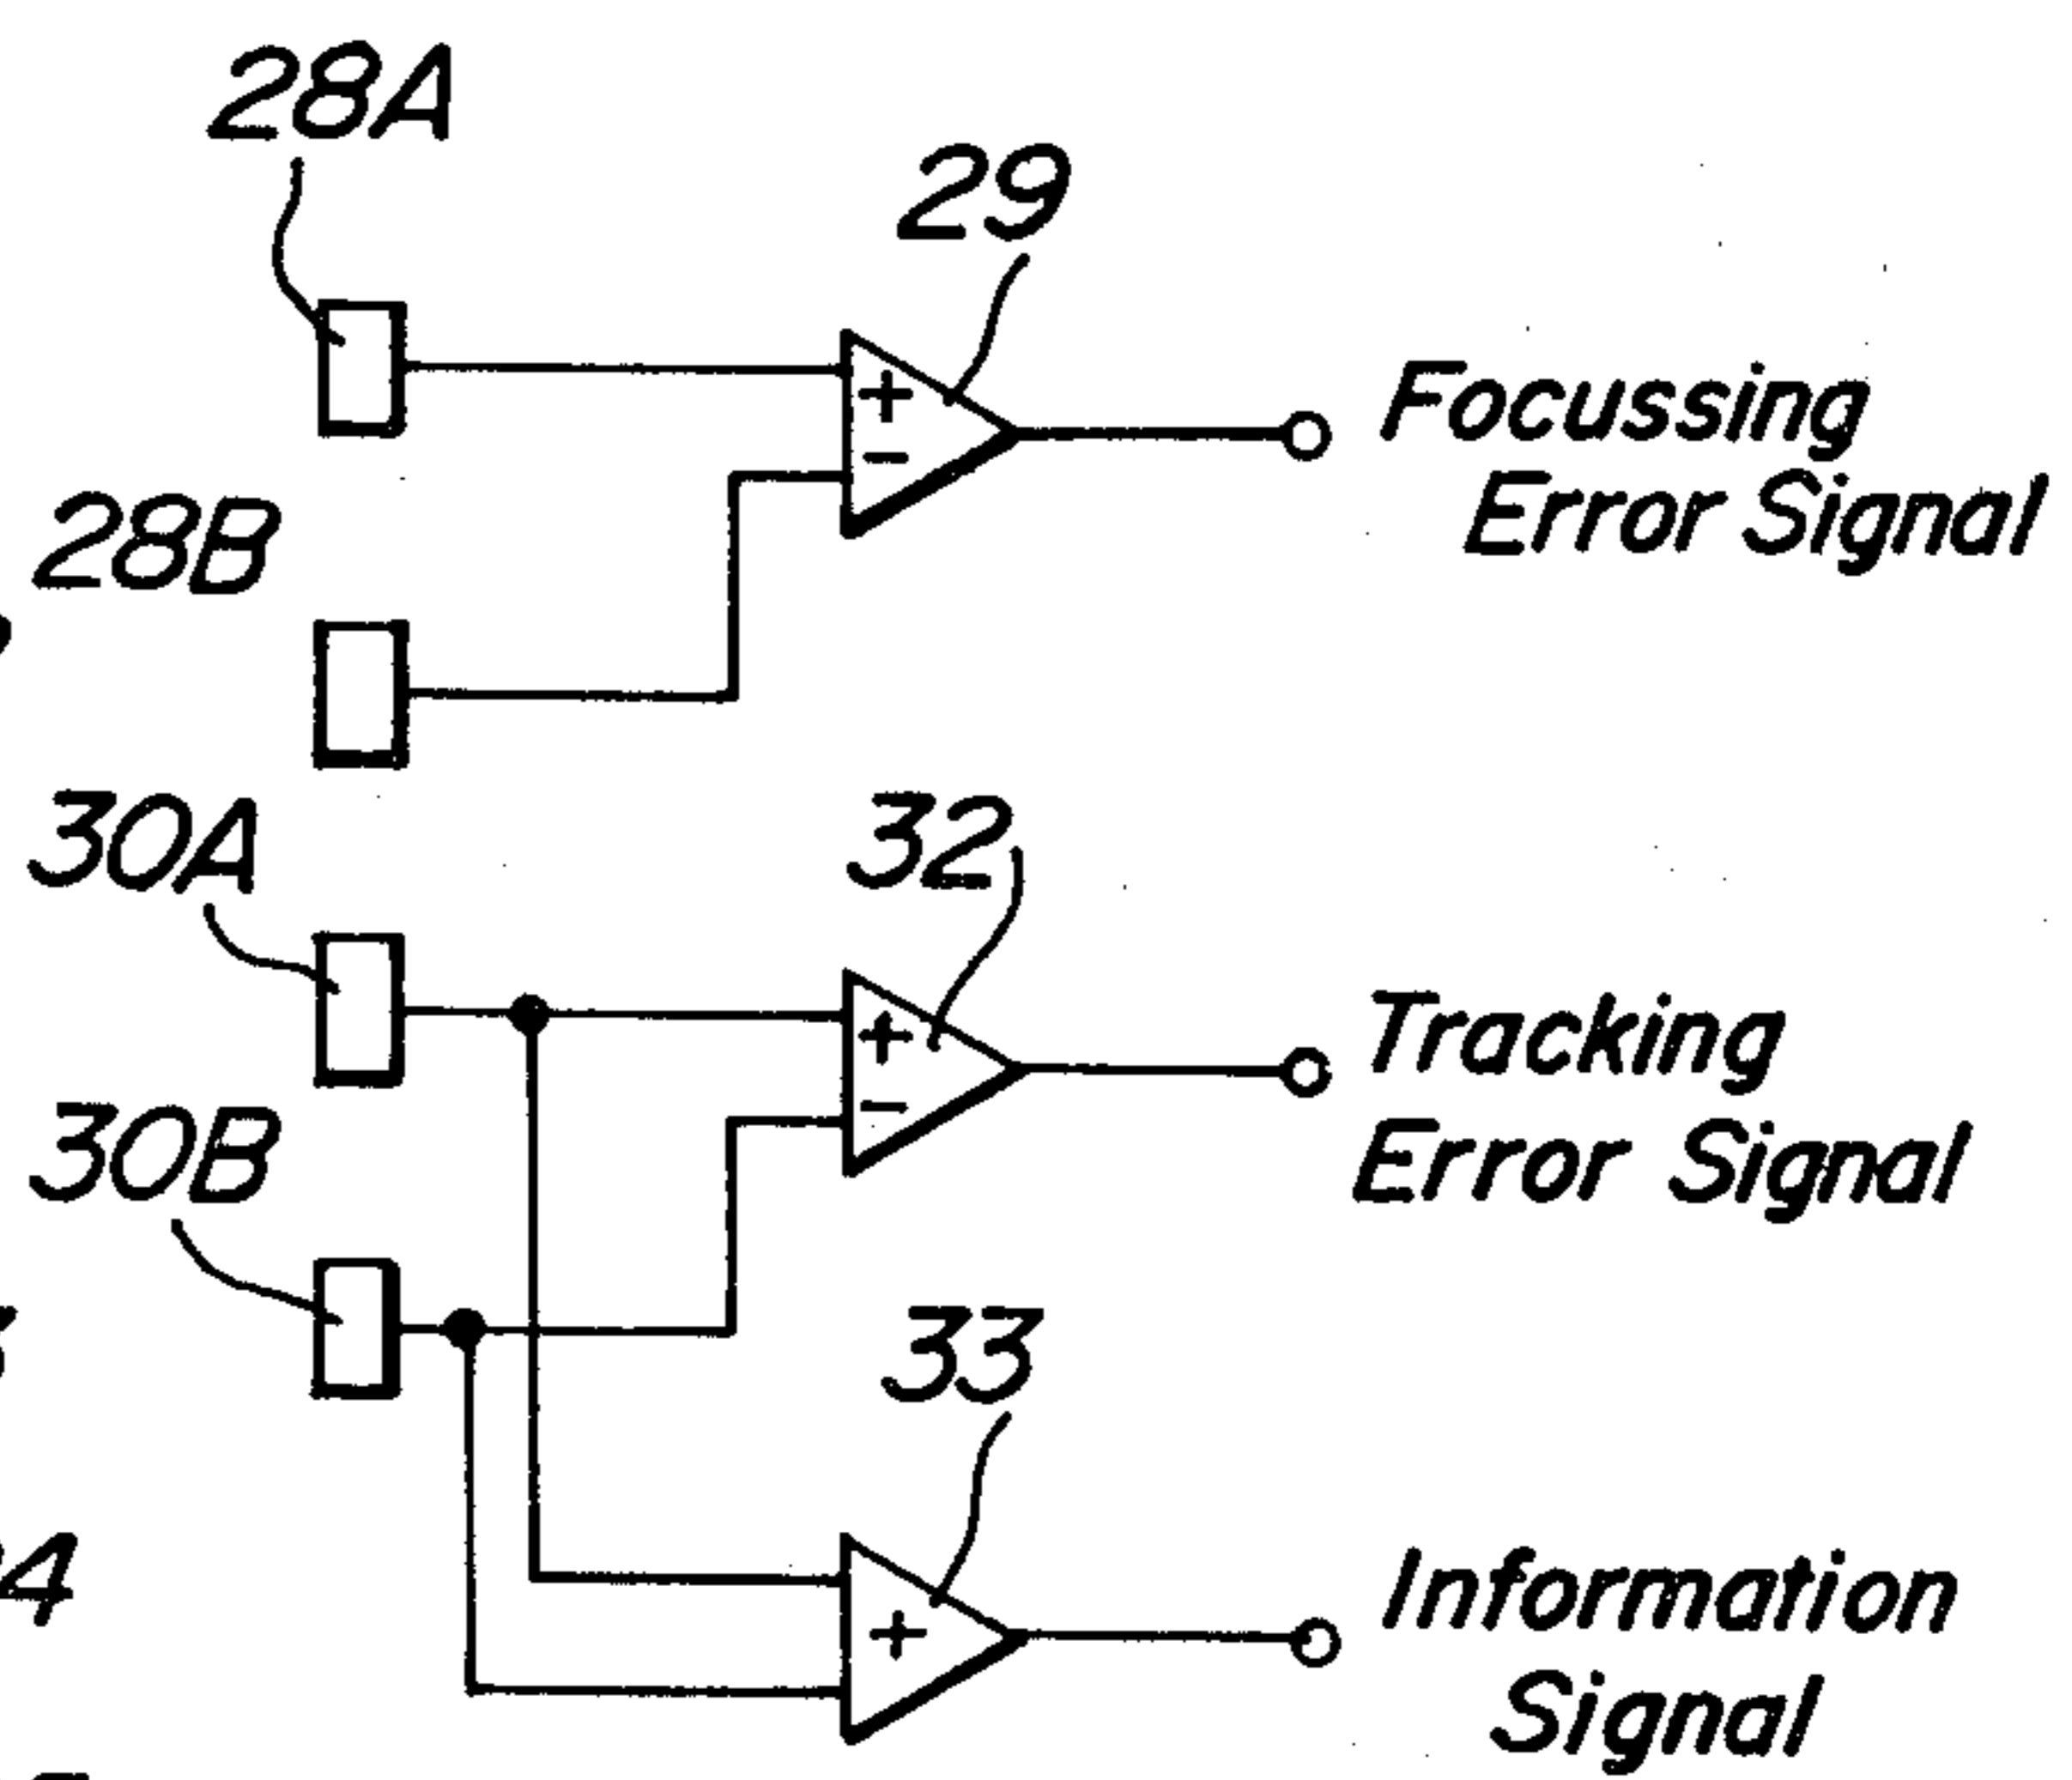 28A
29
Focussing
Error Signal
28B
+
-
30A
32
Tracking
Error Signal
+
-
30B
33
Information
Signal
+